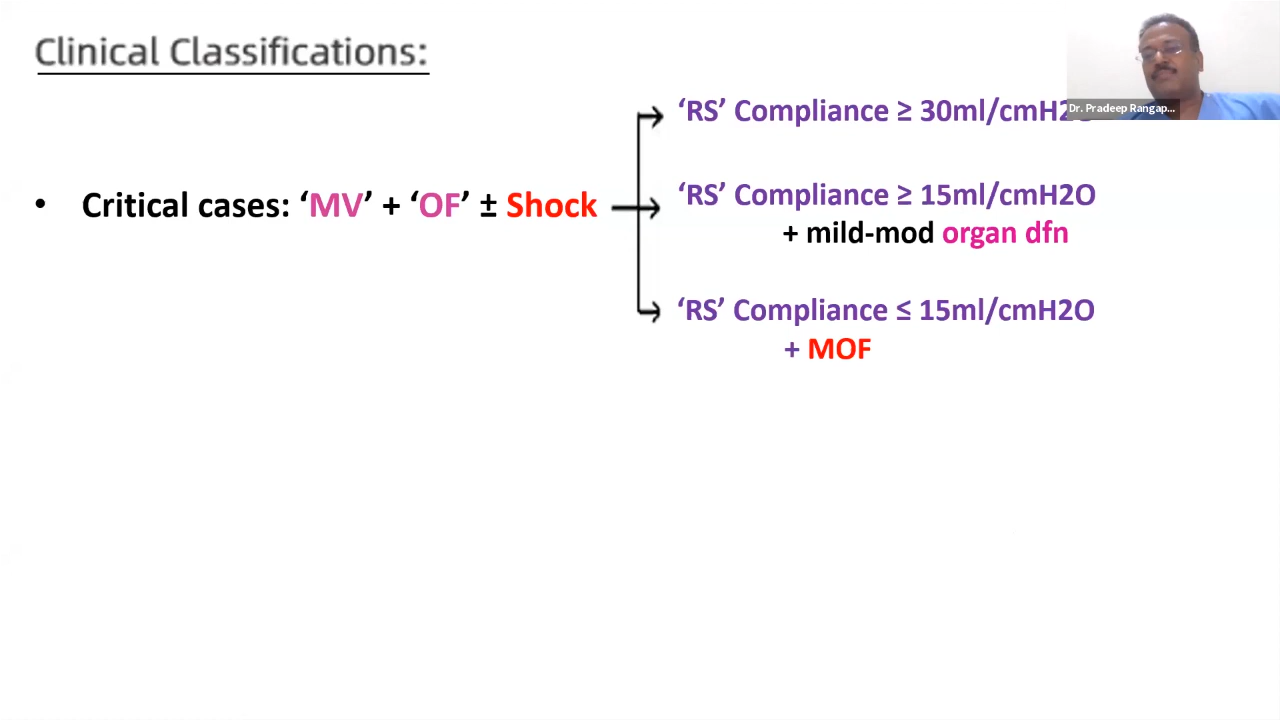 Clinical Classifications:
‘RS’ Compliance ≥ 30ml/cmH2O
Dr. Pradeep Rangap...
• Critical cases: ‘MV’ + ‘OF’ ± Shock
‘RS’ Compliance ≥ 15ml/cmH2O
+ mild-mod organ dfn
‘RS’ Compliance ≤ 15ml/cmH2O
+ MOF